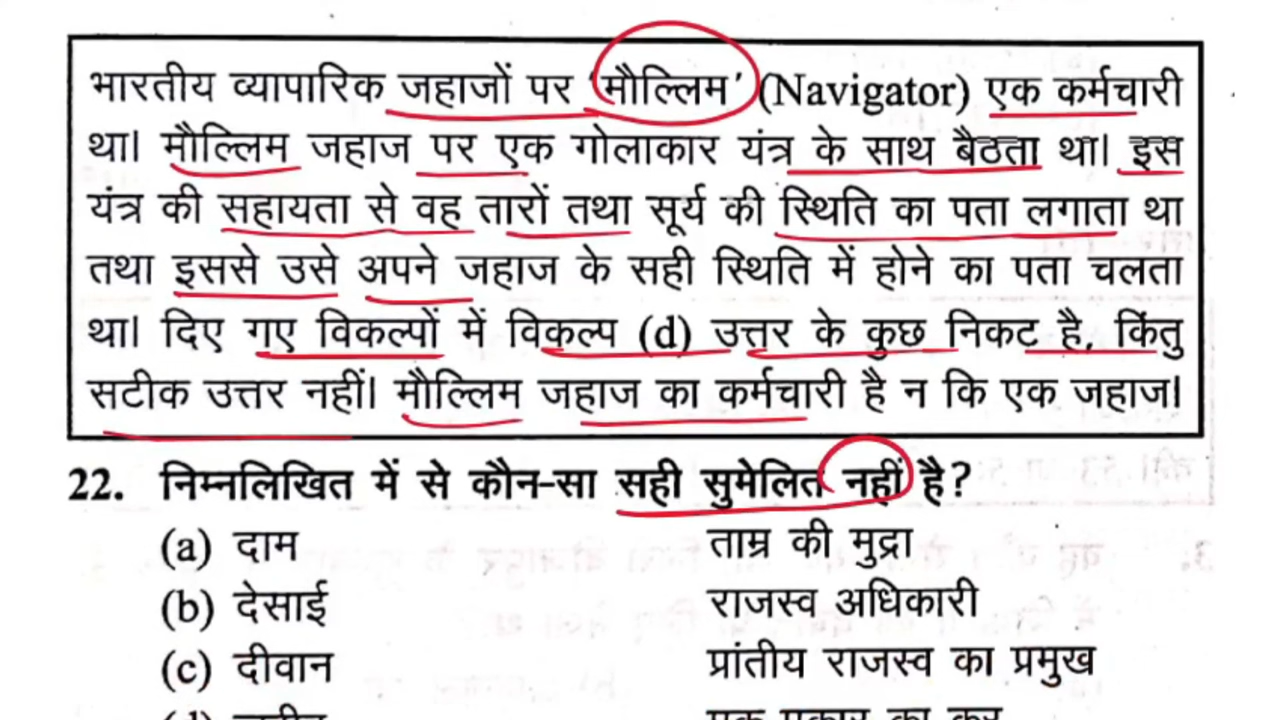 भारतीय व्यापारिक जहाजों पर 'मौल्लिम' (Navigator) एक कर्मचारी
था। मौल्लिम जहाज पर एक गोलाकार यंत्र के साथ बैठता था। इस
यंत्र की सहायता से वह तारों तथा सूर्य की स्थिति का पता लगाता था
तथा इससे उसे अपने जहाज के सही स्थिति में होने का पता चलता
था। दिए गए विकल्पों में विकल्प (d) उत्तर के कुछ निकट है, किंतु
सटीक उत्तर नहीं। मौल्लिम जहाज का कर्मचारी है न कि एक जहाज।
22. निम्नलिखित में से कौन-सा सही सुमेलित नहीं है?
(a) दाम ताम्र की मुद्रा
(b) देसाई राजस्व अधिकारी
(c) दीवान प्रांतीय राजस्व का प्रमुख